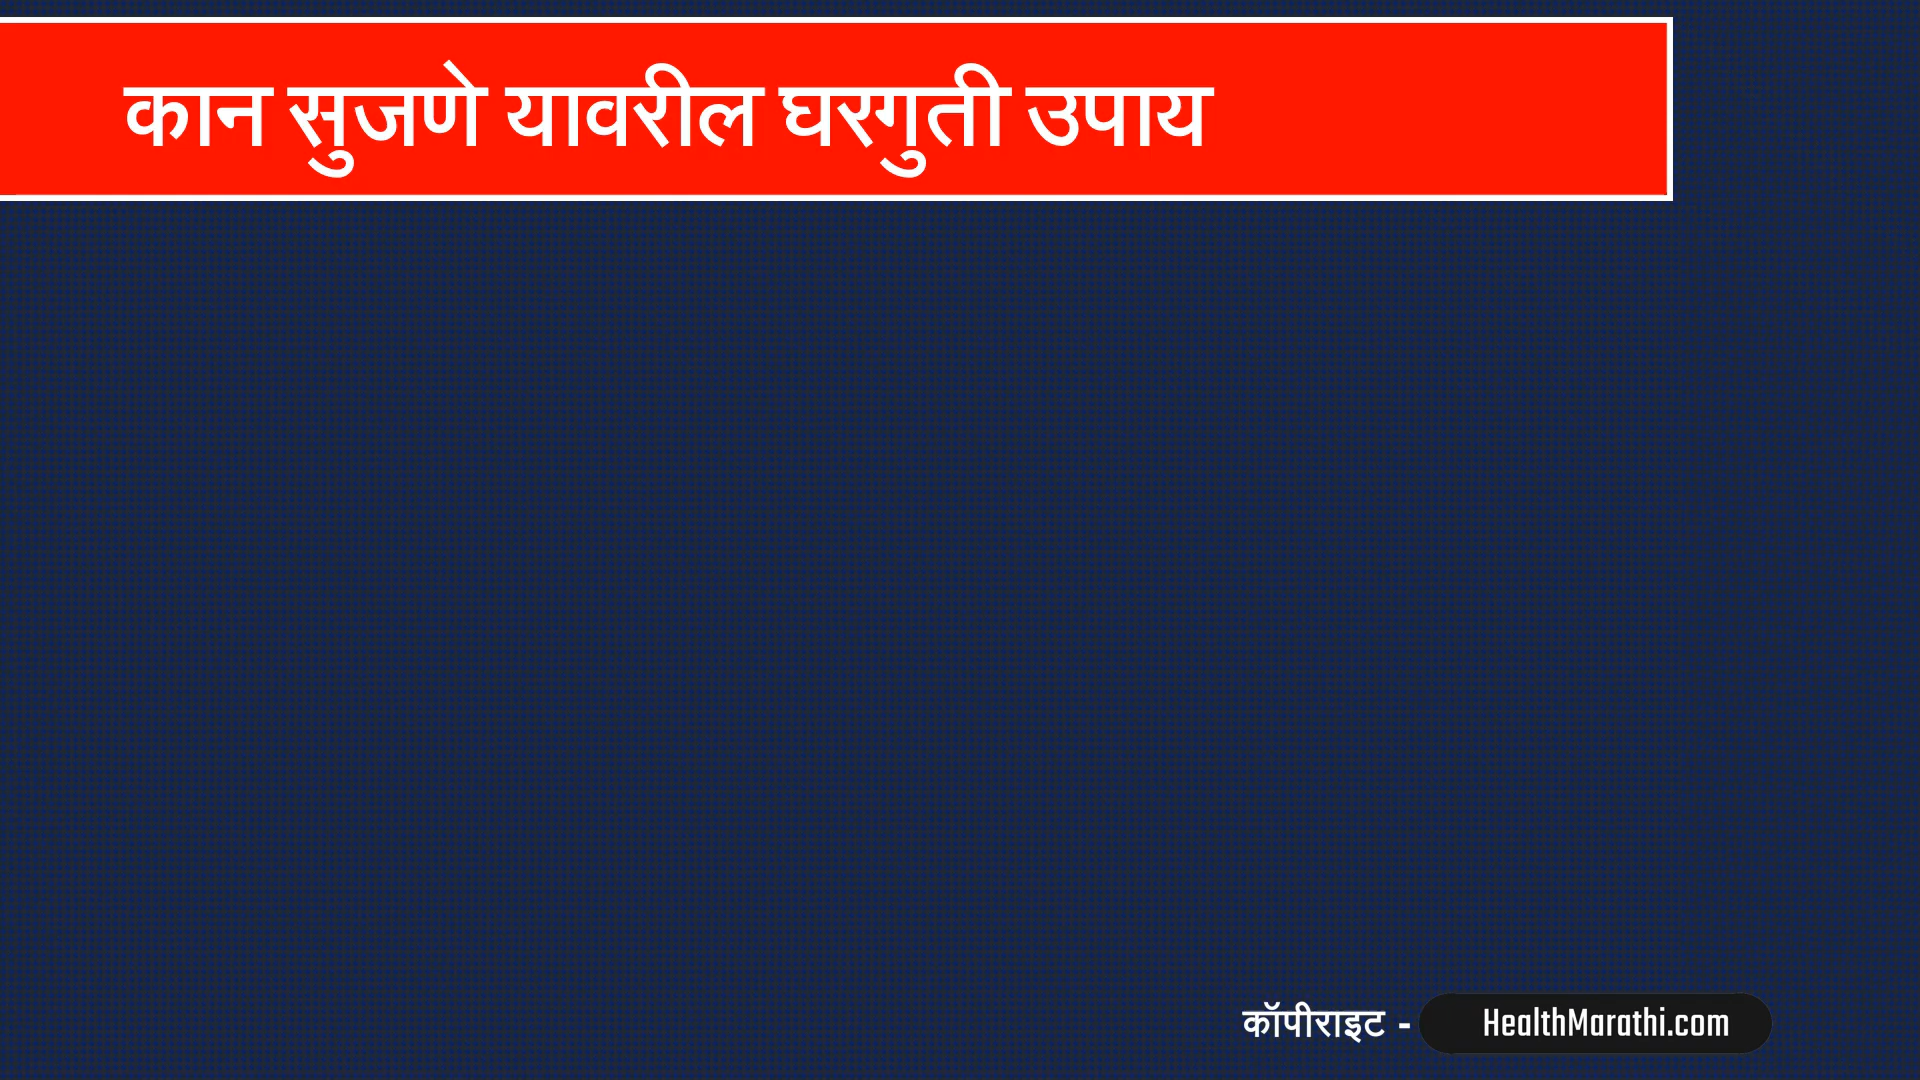 कान सुजणे यावरील घरगुती उपाय
कॉपीराइट - HealthMarathi.com